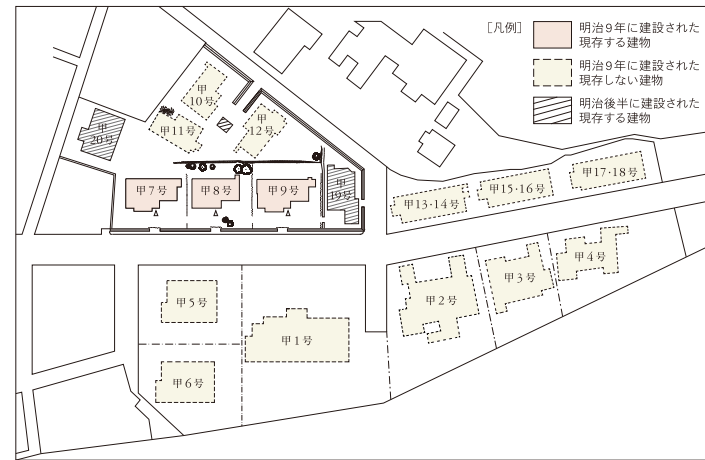 ［凡例］
明治９年に建設された
現存する建物
明治９年に建設された
現存しない建物
明治後半に建設された
現存する建物
甲
10号
甲11号
甲
12号
甲
20号
甲7号
甲8号
甲9号
甲
19号
甲13・14号
甲15・16号
甲17・18号
甲5号
甲6号
甲1号
甲2号
甲3号
甲4号